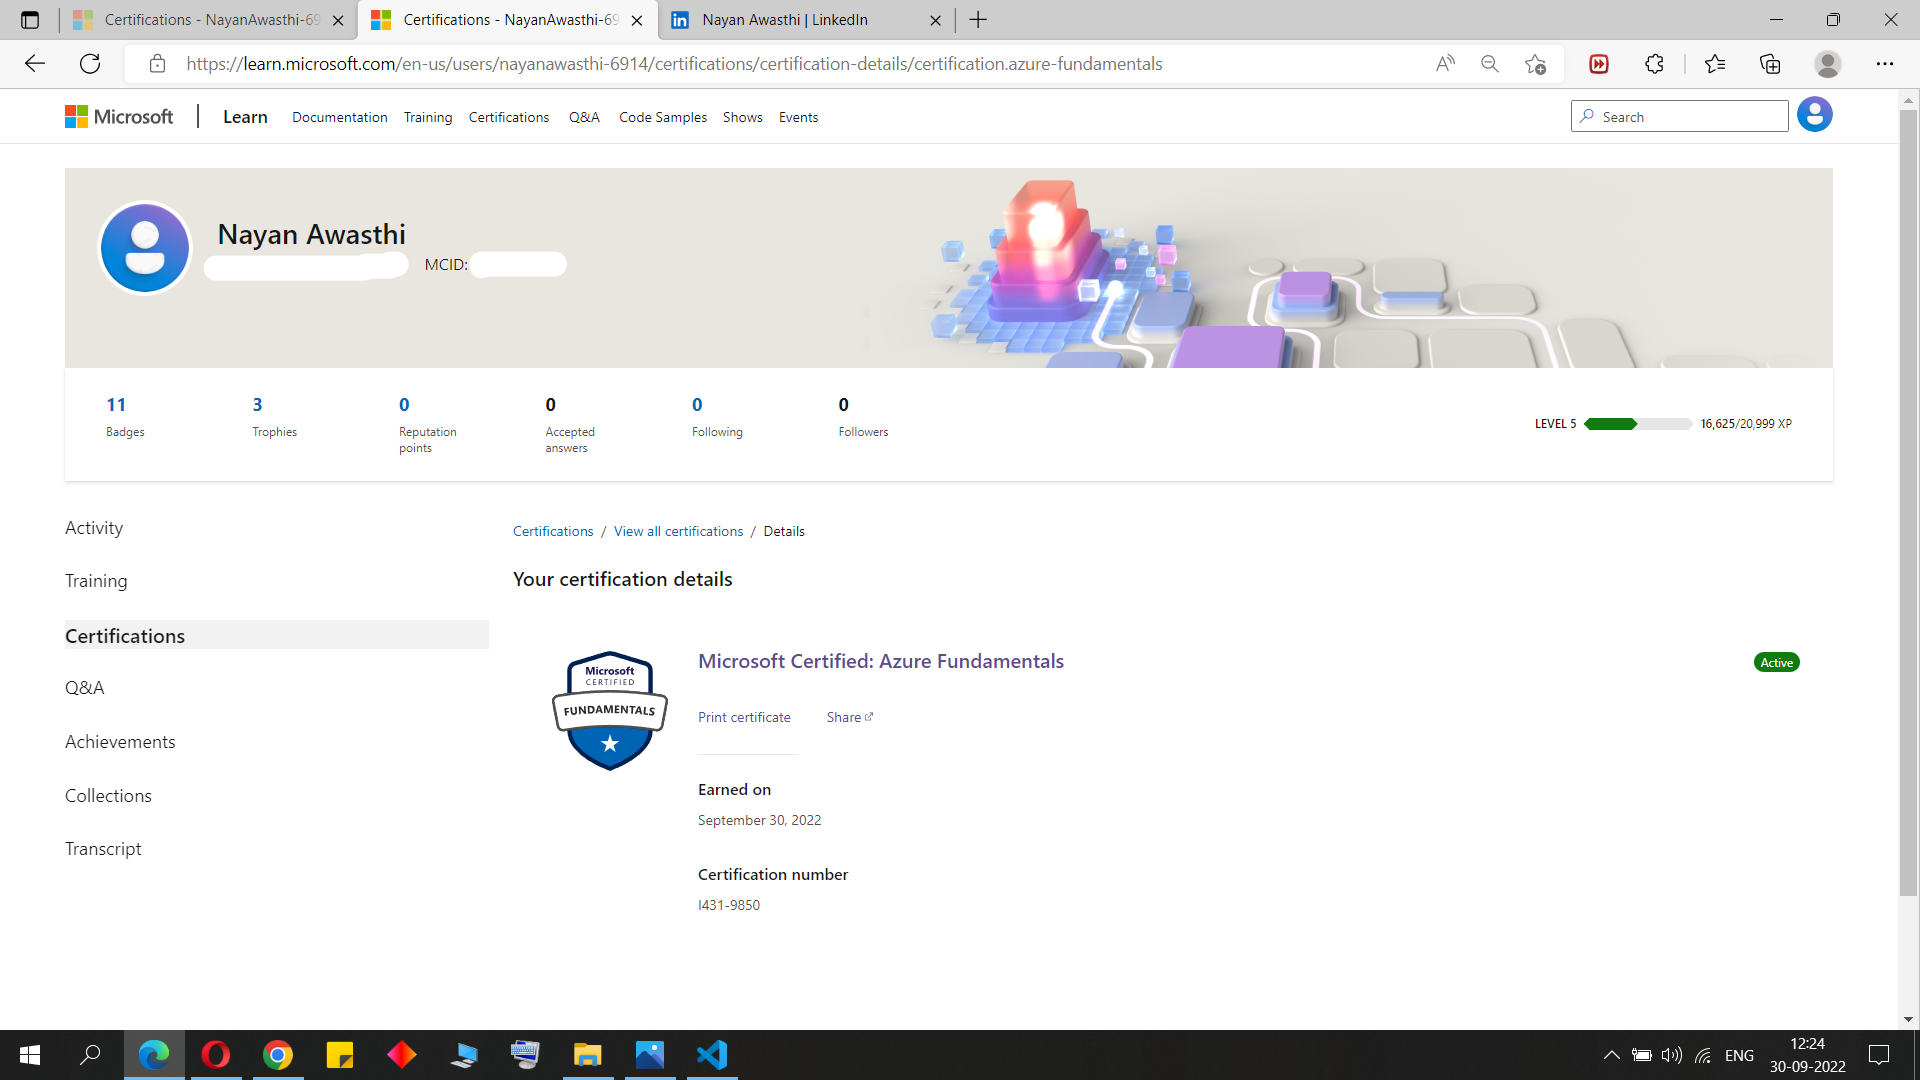 Certifications - NayanAwasthi-69
Certifications - NayanAwasthi-69
Nayan Awasthi | LinkedIn
https://learn.microsoft.com/en-us/users/nayanawasthi-6914/certifications/certification-details/certification.azure-fundamentals
Microsoft
Learn Documentation Training Certifications Q&A Code Samples Shows Events
Search
Nayan Awasthi
MCID:
11 3 0 0 0 0
Badges Trophies Reputation points Accepted answers Following Followers
LEVEL 5 16,625/20,999 XP
Activity
Training
Certifications
Q&A
Achievements
Collections
Transcript
Certifications / View all certifications / Details
Your certification details
Microsoft
CERTIFIED
FUNDAMENTALS
Microsoft Certified: Azure Fundamentals
Active
Print certificate Share
Earned on
September 30, 2022
Certification number
I431-9850
ENG
12:24
30-09-2022